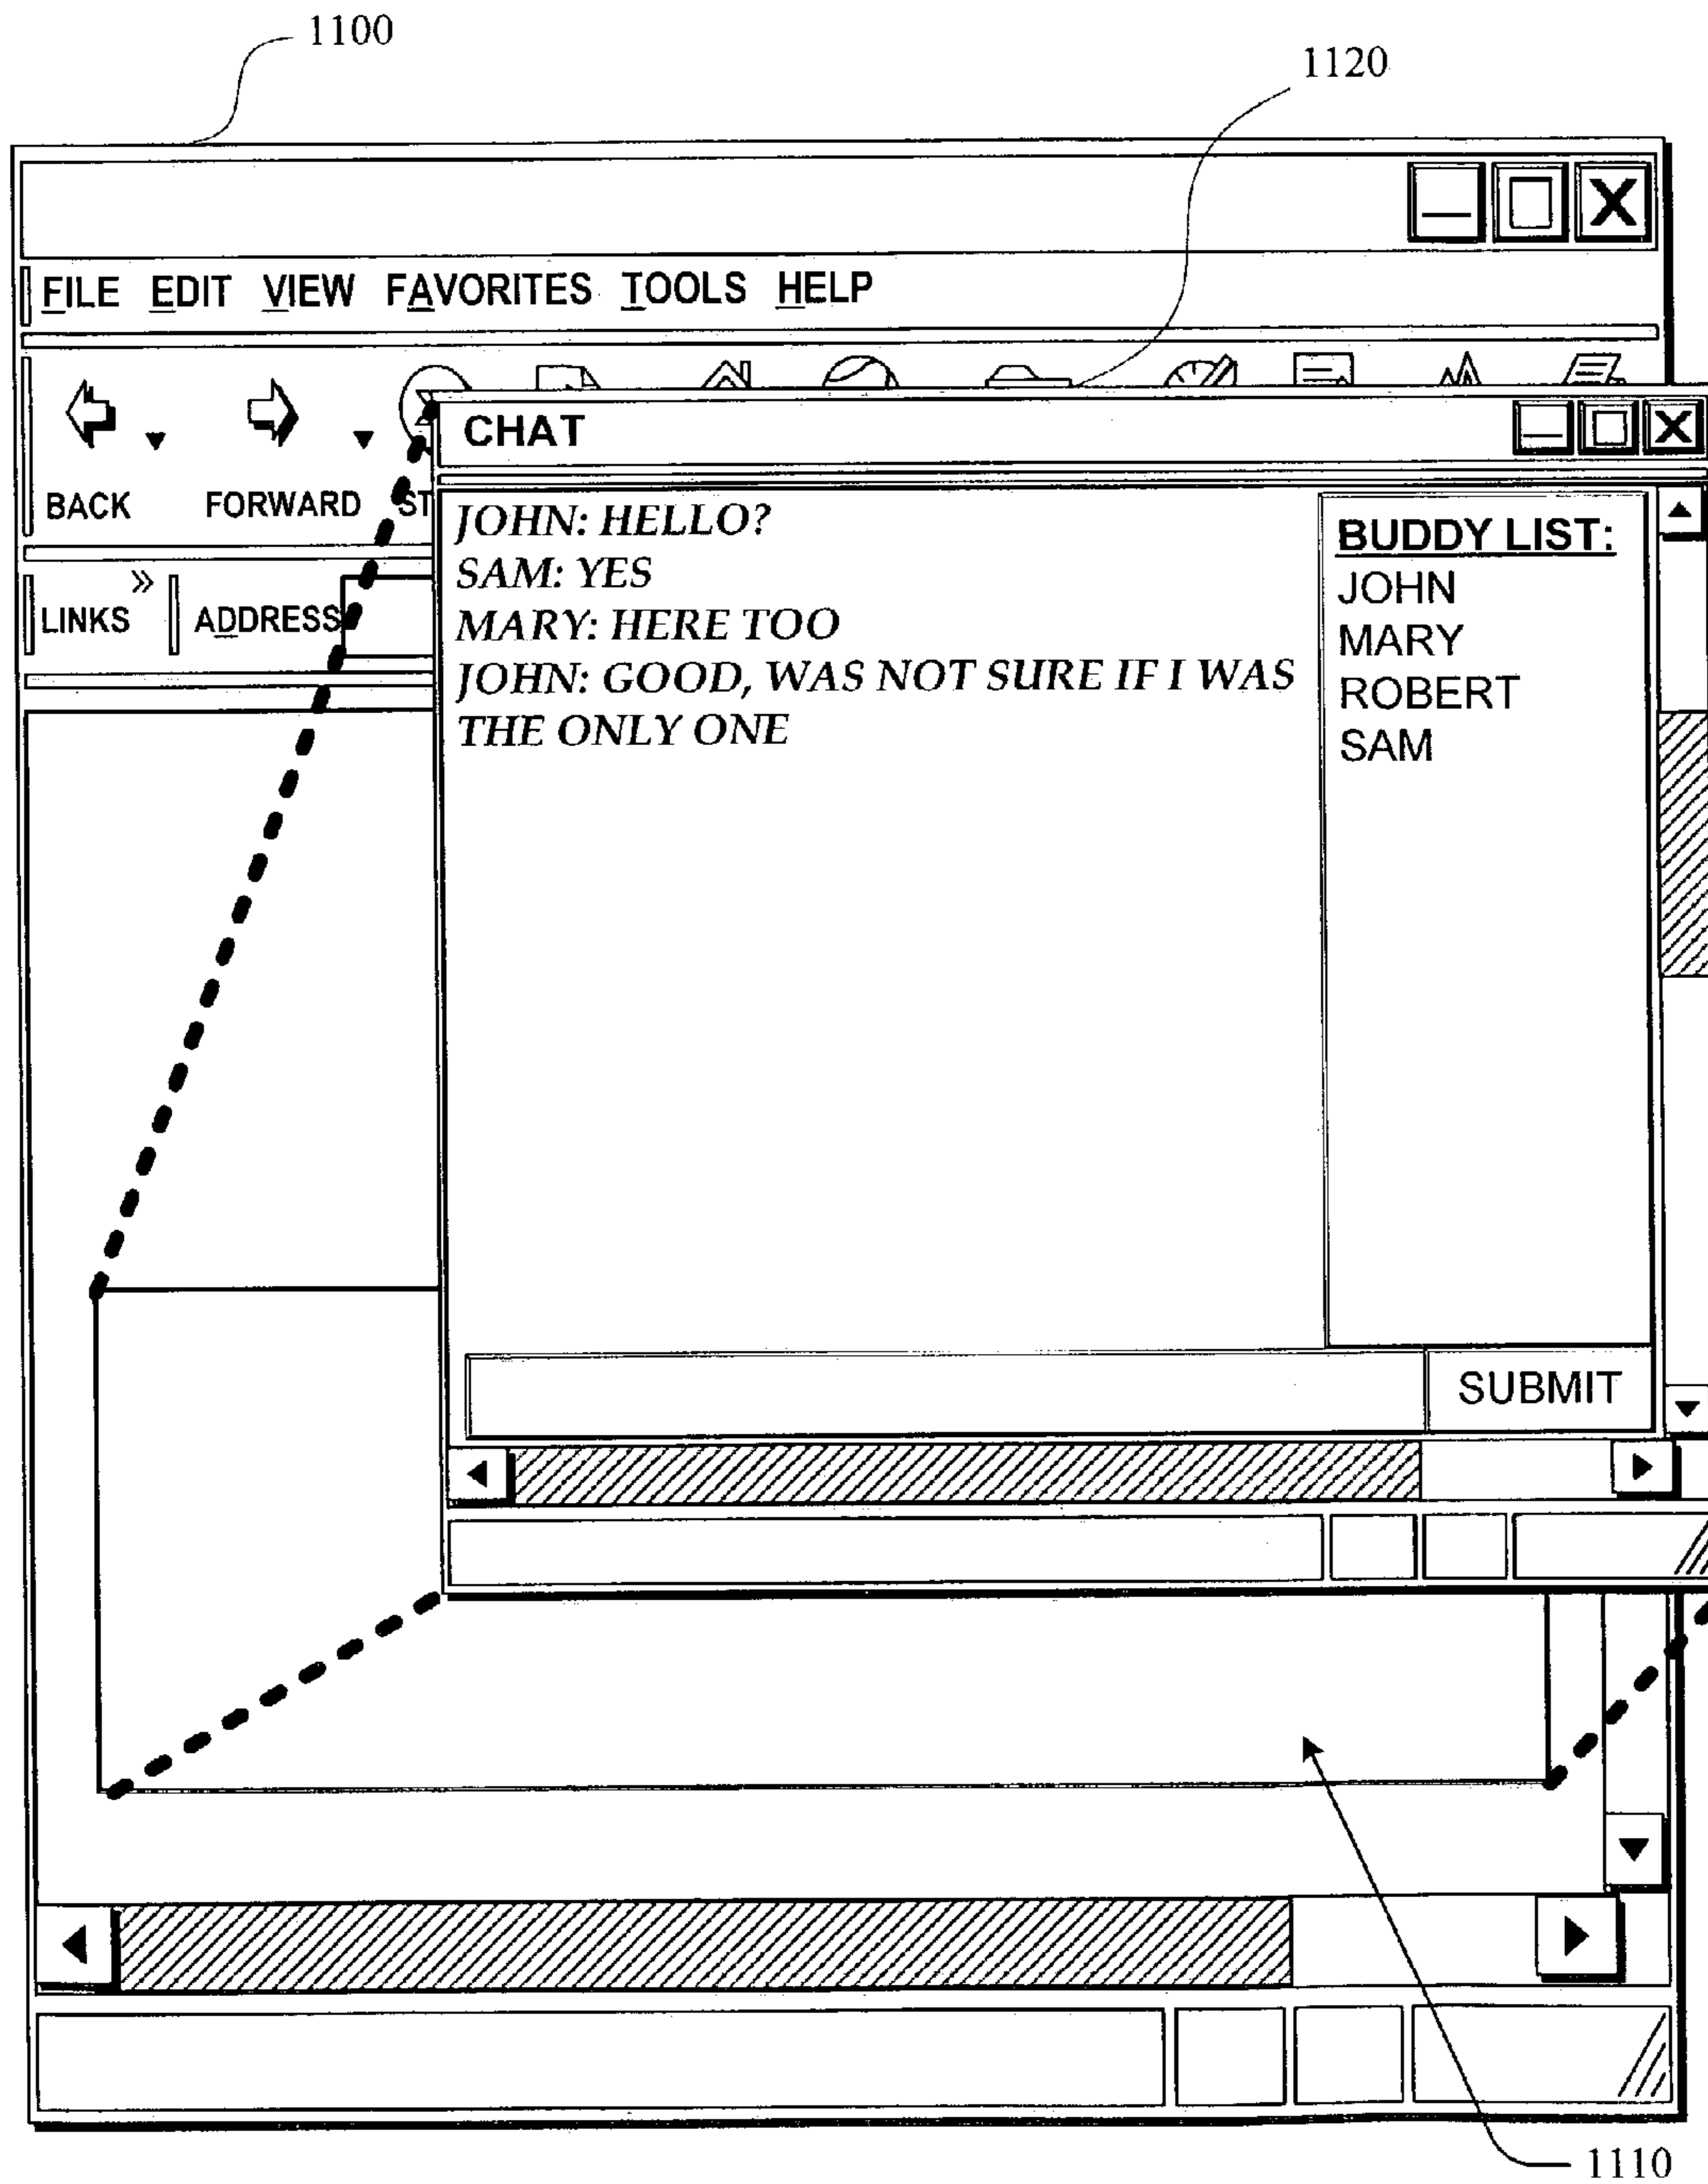 1100
1120
FILE EDIT VIEW FAVORITES TOOLS HELP
BACK FORWARD ST
LINKS » ADDRESS
CHAT
JOHN: HELLO?
SAM: YES
MARY: HERE TOO
JOHN: GOOD, WAS NOT SURE IF I WAS
THE ONLY ONE
BUDDY LIST:
JOHN
MARY
ROBERT
SAM
SUBMIT
1110